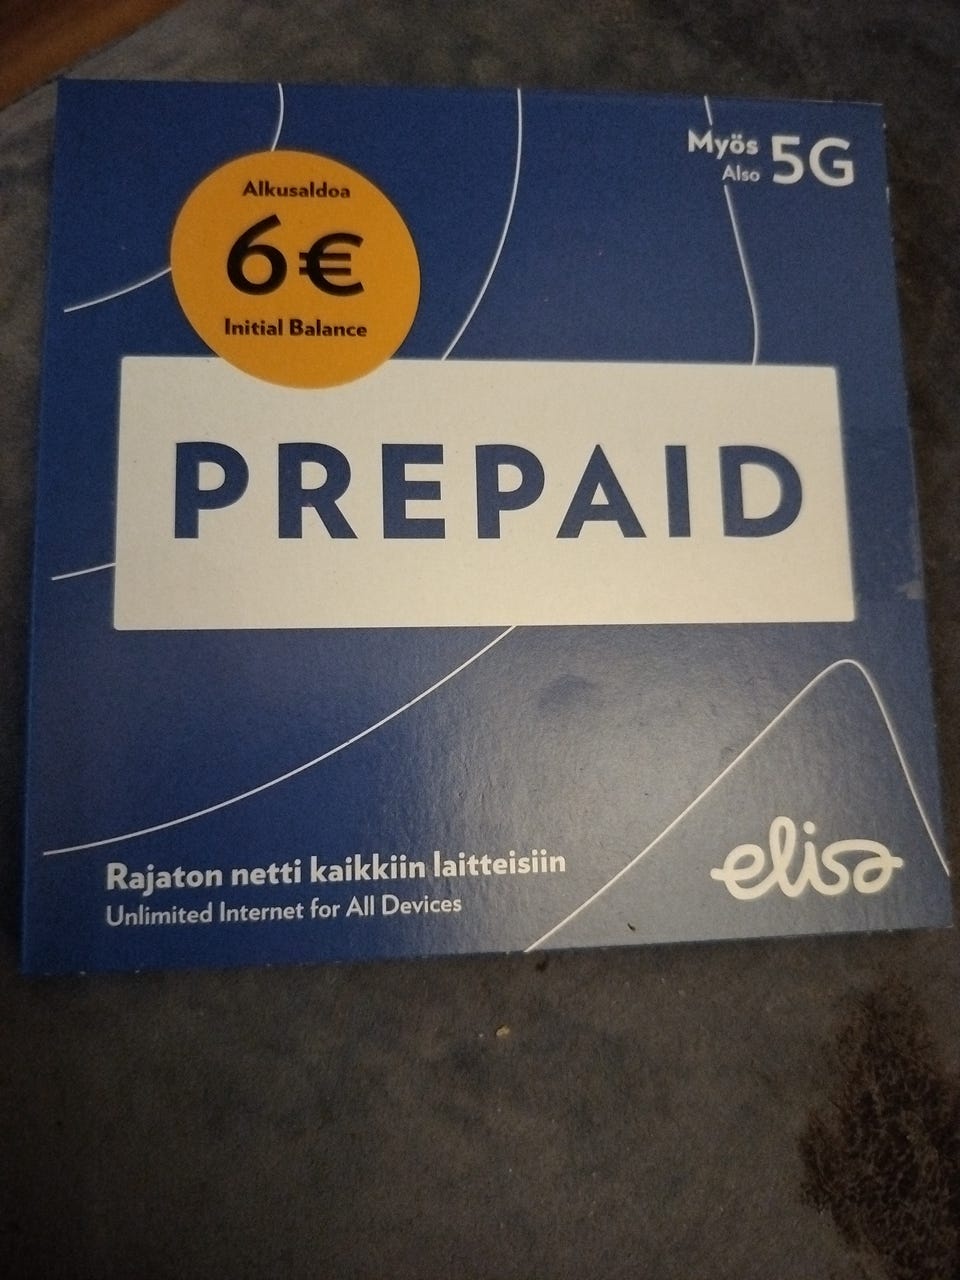 Myös 5G
Also
Alkusaldoa
6€
Initial Balance
PREPAID
Rajaton netti kaikkiin laitteisiin
Unlimited Internet for All Devices
elisa